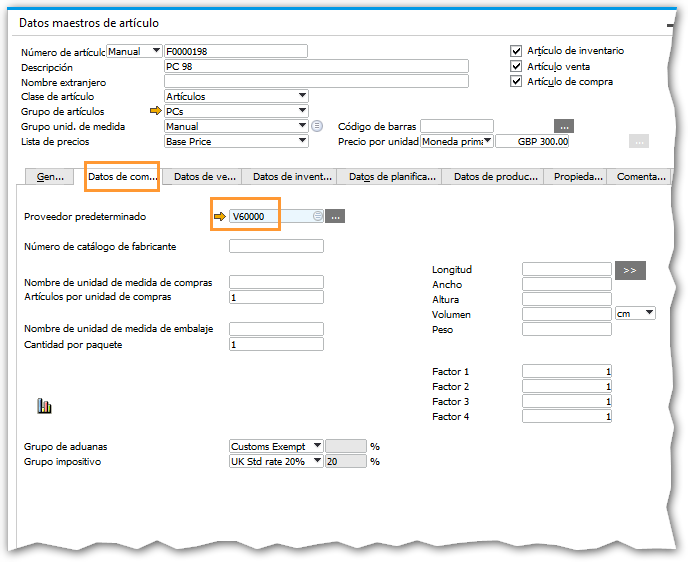 Datos maestros de artículo
Número de artículo Manual F0000198
Artículo de inventario
Descripción PC 98
Artículo venta
Nombre extranjero
Artículo de compra
Clase de artículo Artículos
Grupo de artículos PCs
Grupo unid. de medida Manual
Código de barras ...
Lista de precios Base Price
Precio por unidad Moneda prima GBP 300.00 ...
Gen... Datos de com... Datos de ve... Datos de invent... Datos de planifica... Datos de produc... Propieda... Comenta...
Proveedor predeterminado V60000 ...
Número de catálogo de fabricante
Longitud >>
Nombre de unidad de medida de compras
Ancho
Artículos por unidad de compras 1
Altura
Volumen cm
Nombre de unidad de medida de embalaje
Peso
Cantidad por paquete 1
Factor 1 1
Factor 2 1
Factor 3 1
Factor 4 1
Grupo de aduanas Customs Exempt %
Grupo impositivo UK Std rate 20% 20 %